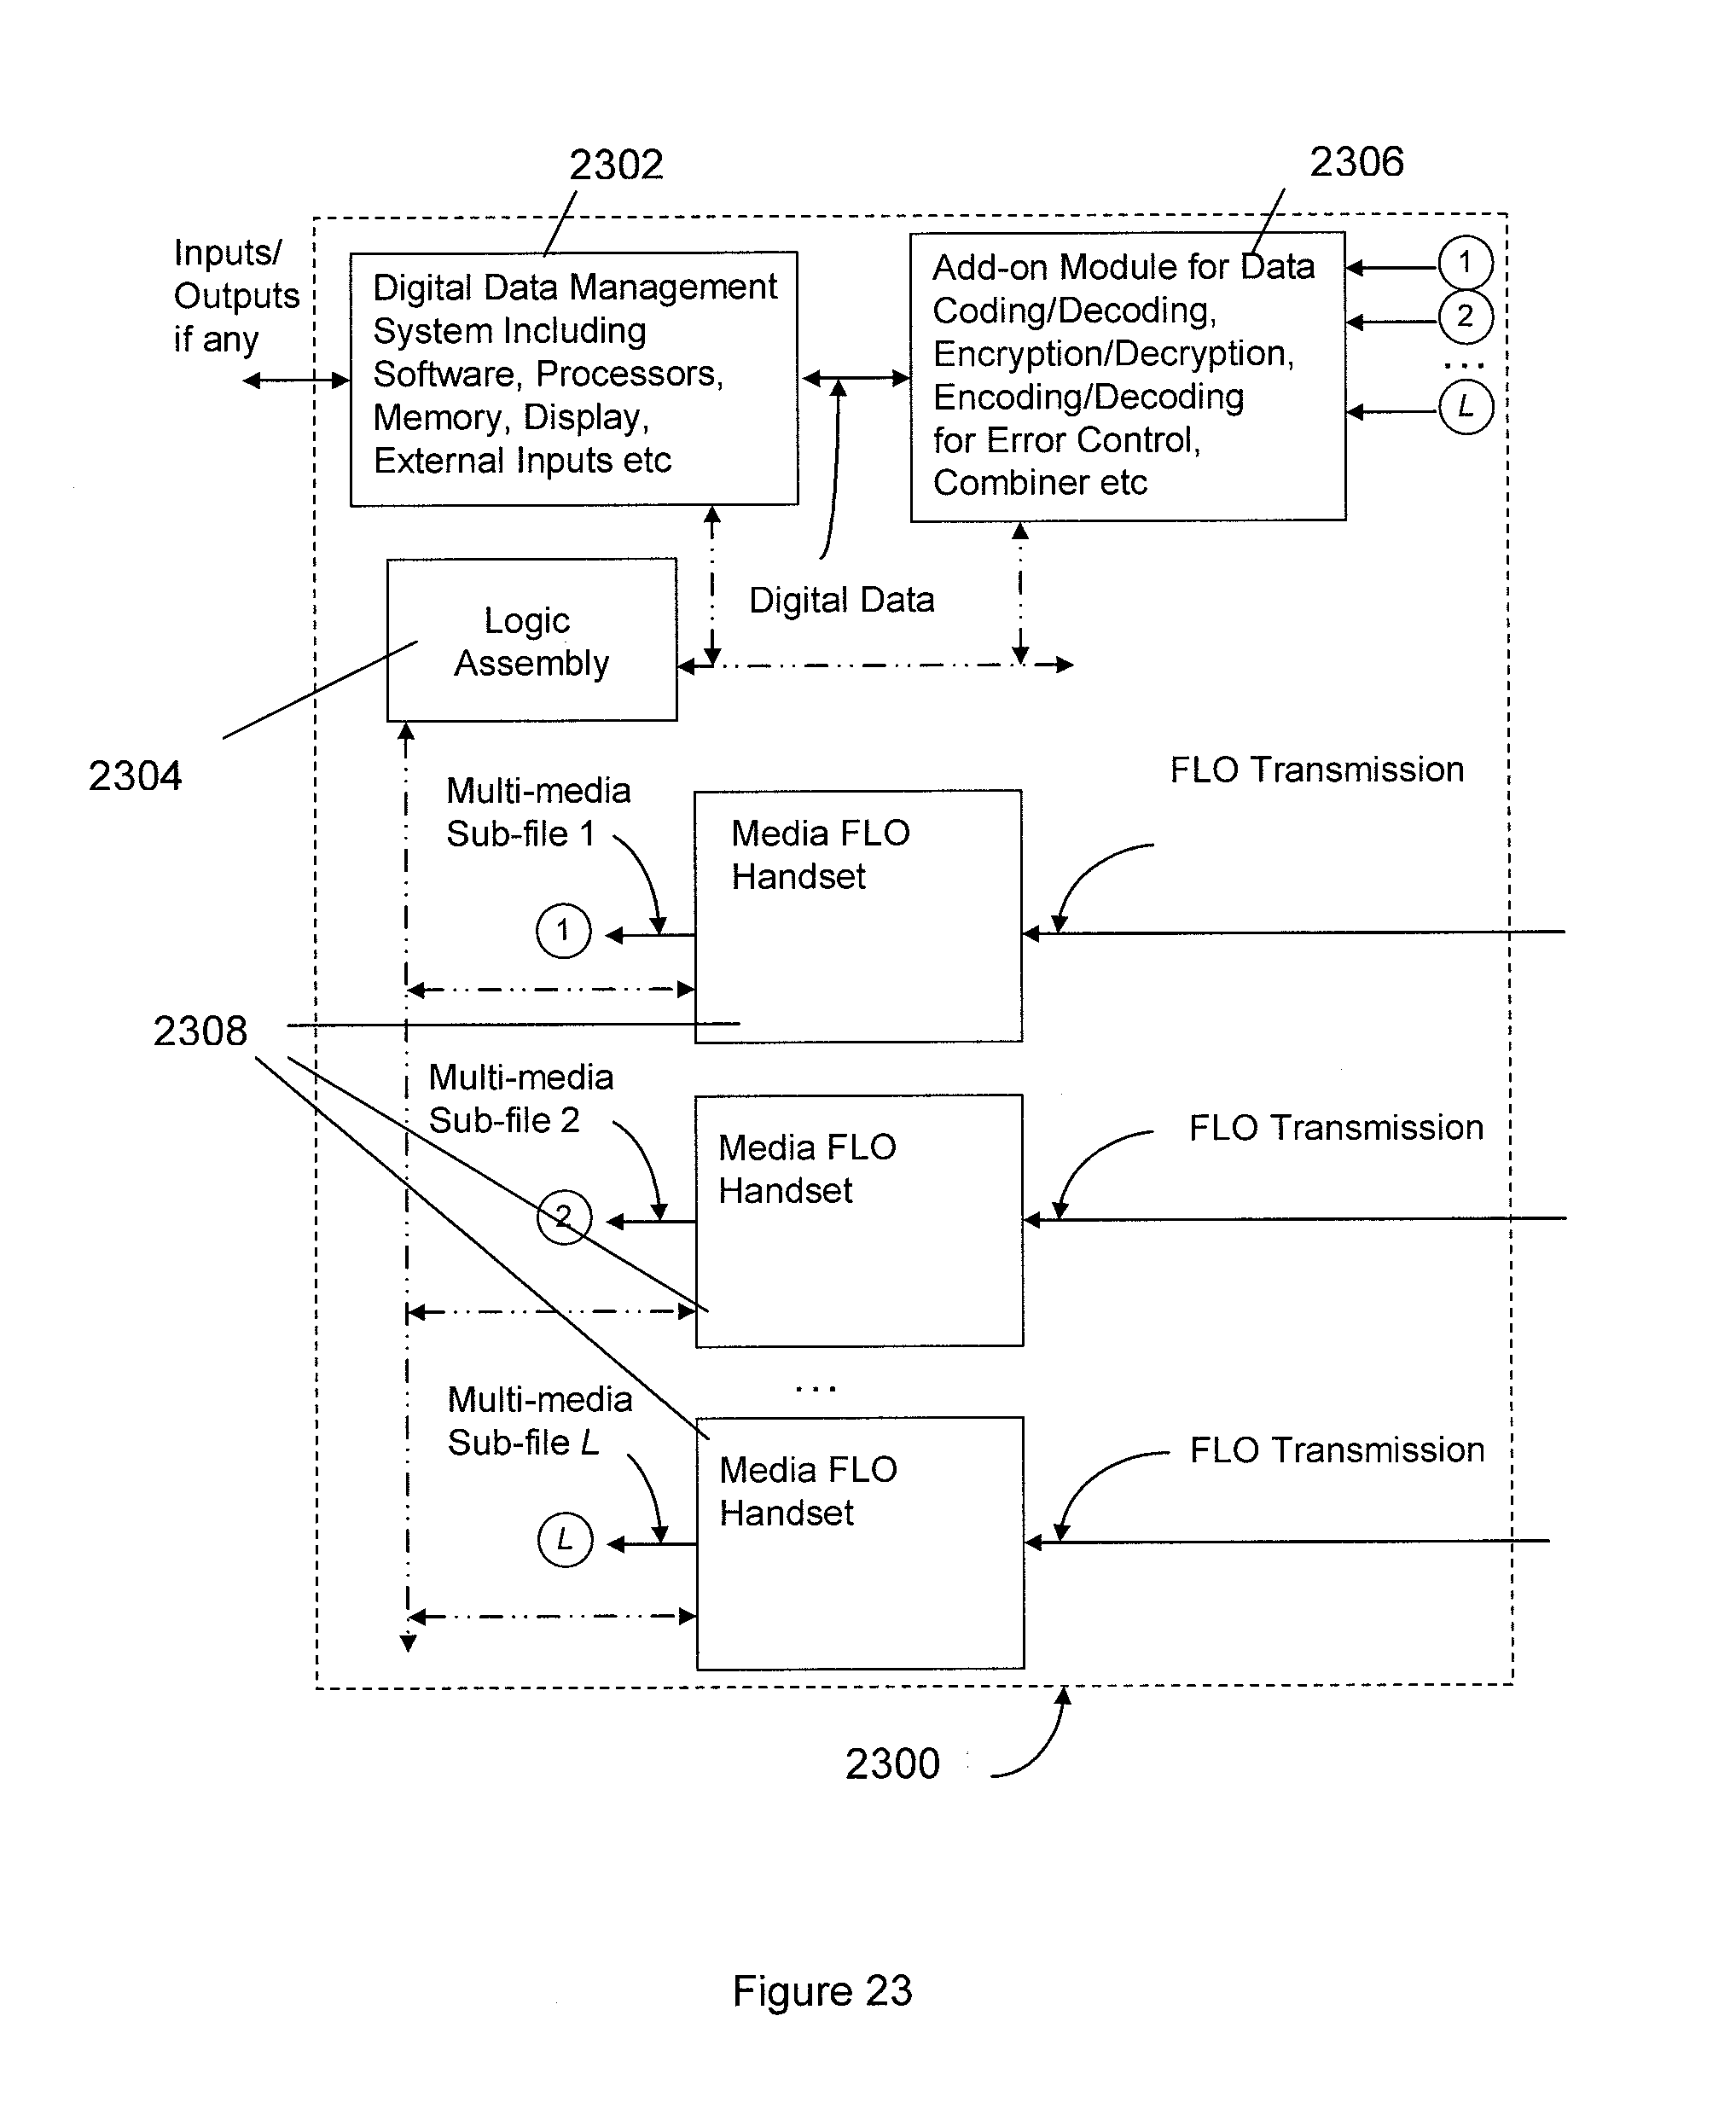 2302
2306
Inputs/
Outputs
if any
Digital Data Management
System Including
Software, Processors,
Memory, Display,
External Inputs etc
Add-on Module for Data
Coding/Decoding,
Encryption/Decryption,
Encoding/Decoding
for Error Control,
Combiner etc
1
2
...
L
Logic
Assembly
Digital Data
2304
Multi-media
Sub-file 1
Media FLO
Handset
FLO Transmission
1
2308
Multi-media
Sub-file 2
Media FLO
Handset
FLO Transmission
2
...
Multi-media
Sub-file L
Media FLO
Handset
FLO Transmission
L
2300
Figure 23